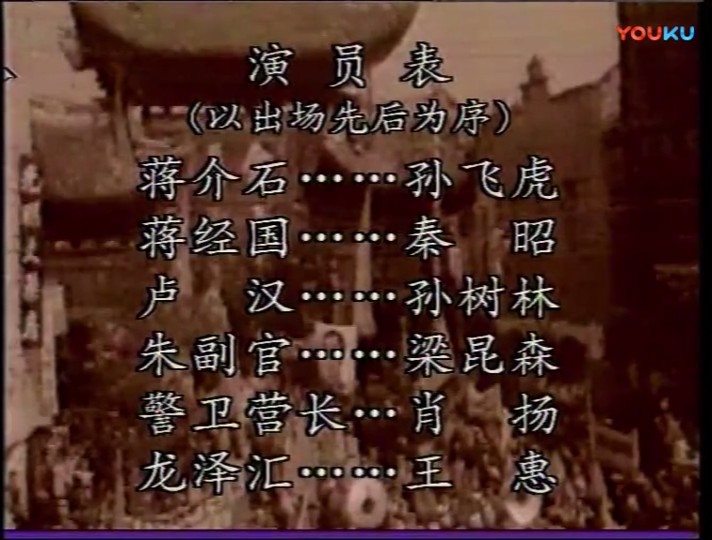 YOUKU
演员表
（以出场先后为序）
蒋介石……孙飞虎
蒋经国……秦 昭
卢 汉……孙树林
朱副官……梁昆森
警卫营长…肖 扬
龙泽汇……王 惠